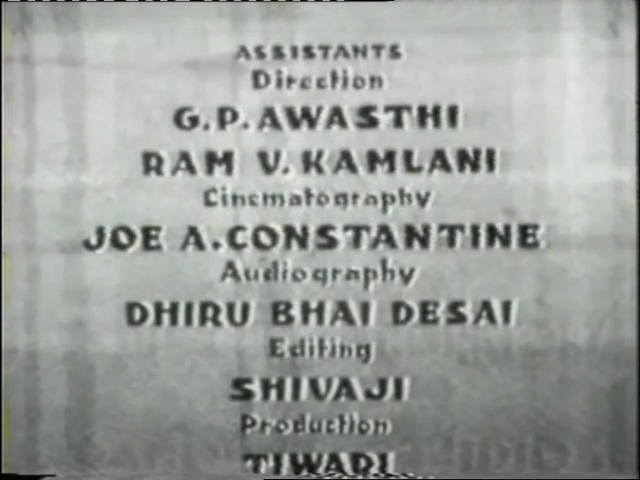 ASSISTANTS
Direction
G.P. AWASTHI
RAM V. KAMLANI
Cinematography
JOE A. CONSTANTINE
Audiography
DHIRU BHAI DESAI
Editing
SHIVAJI
Production
TIWARI